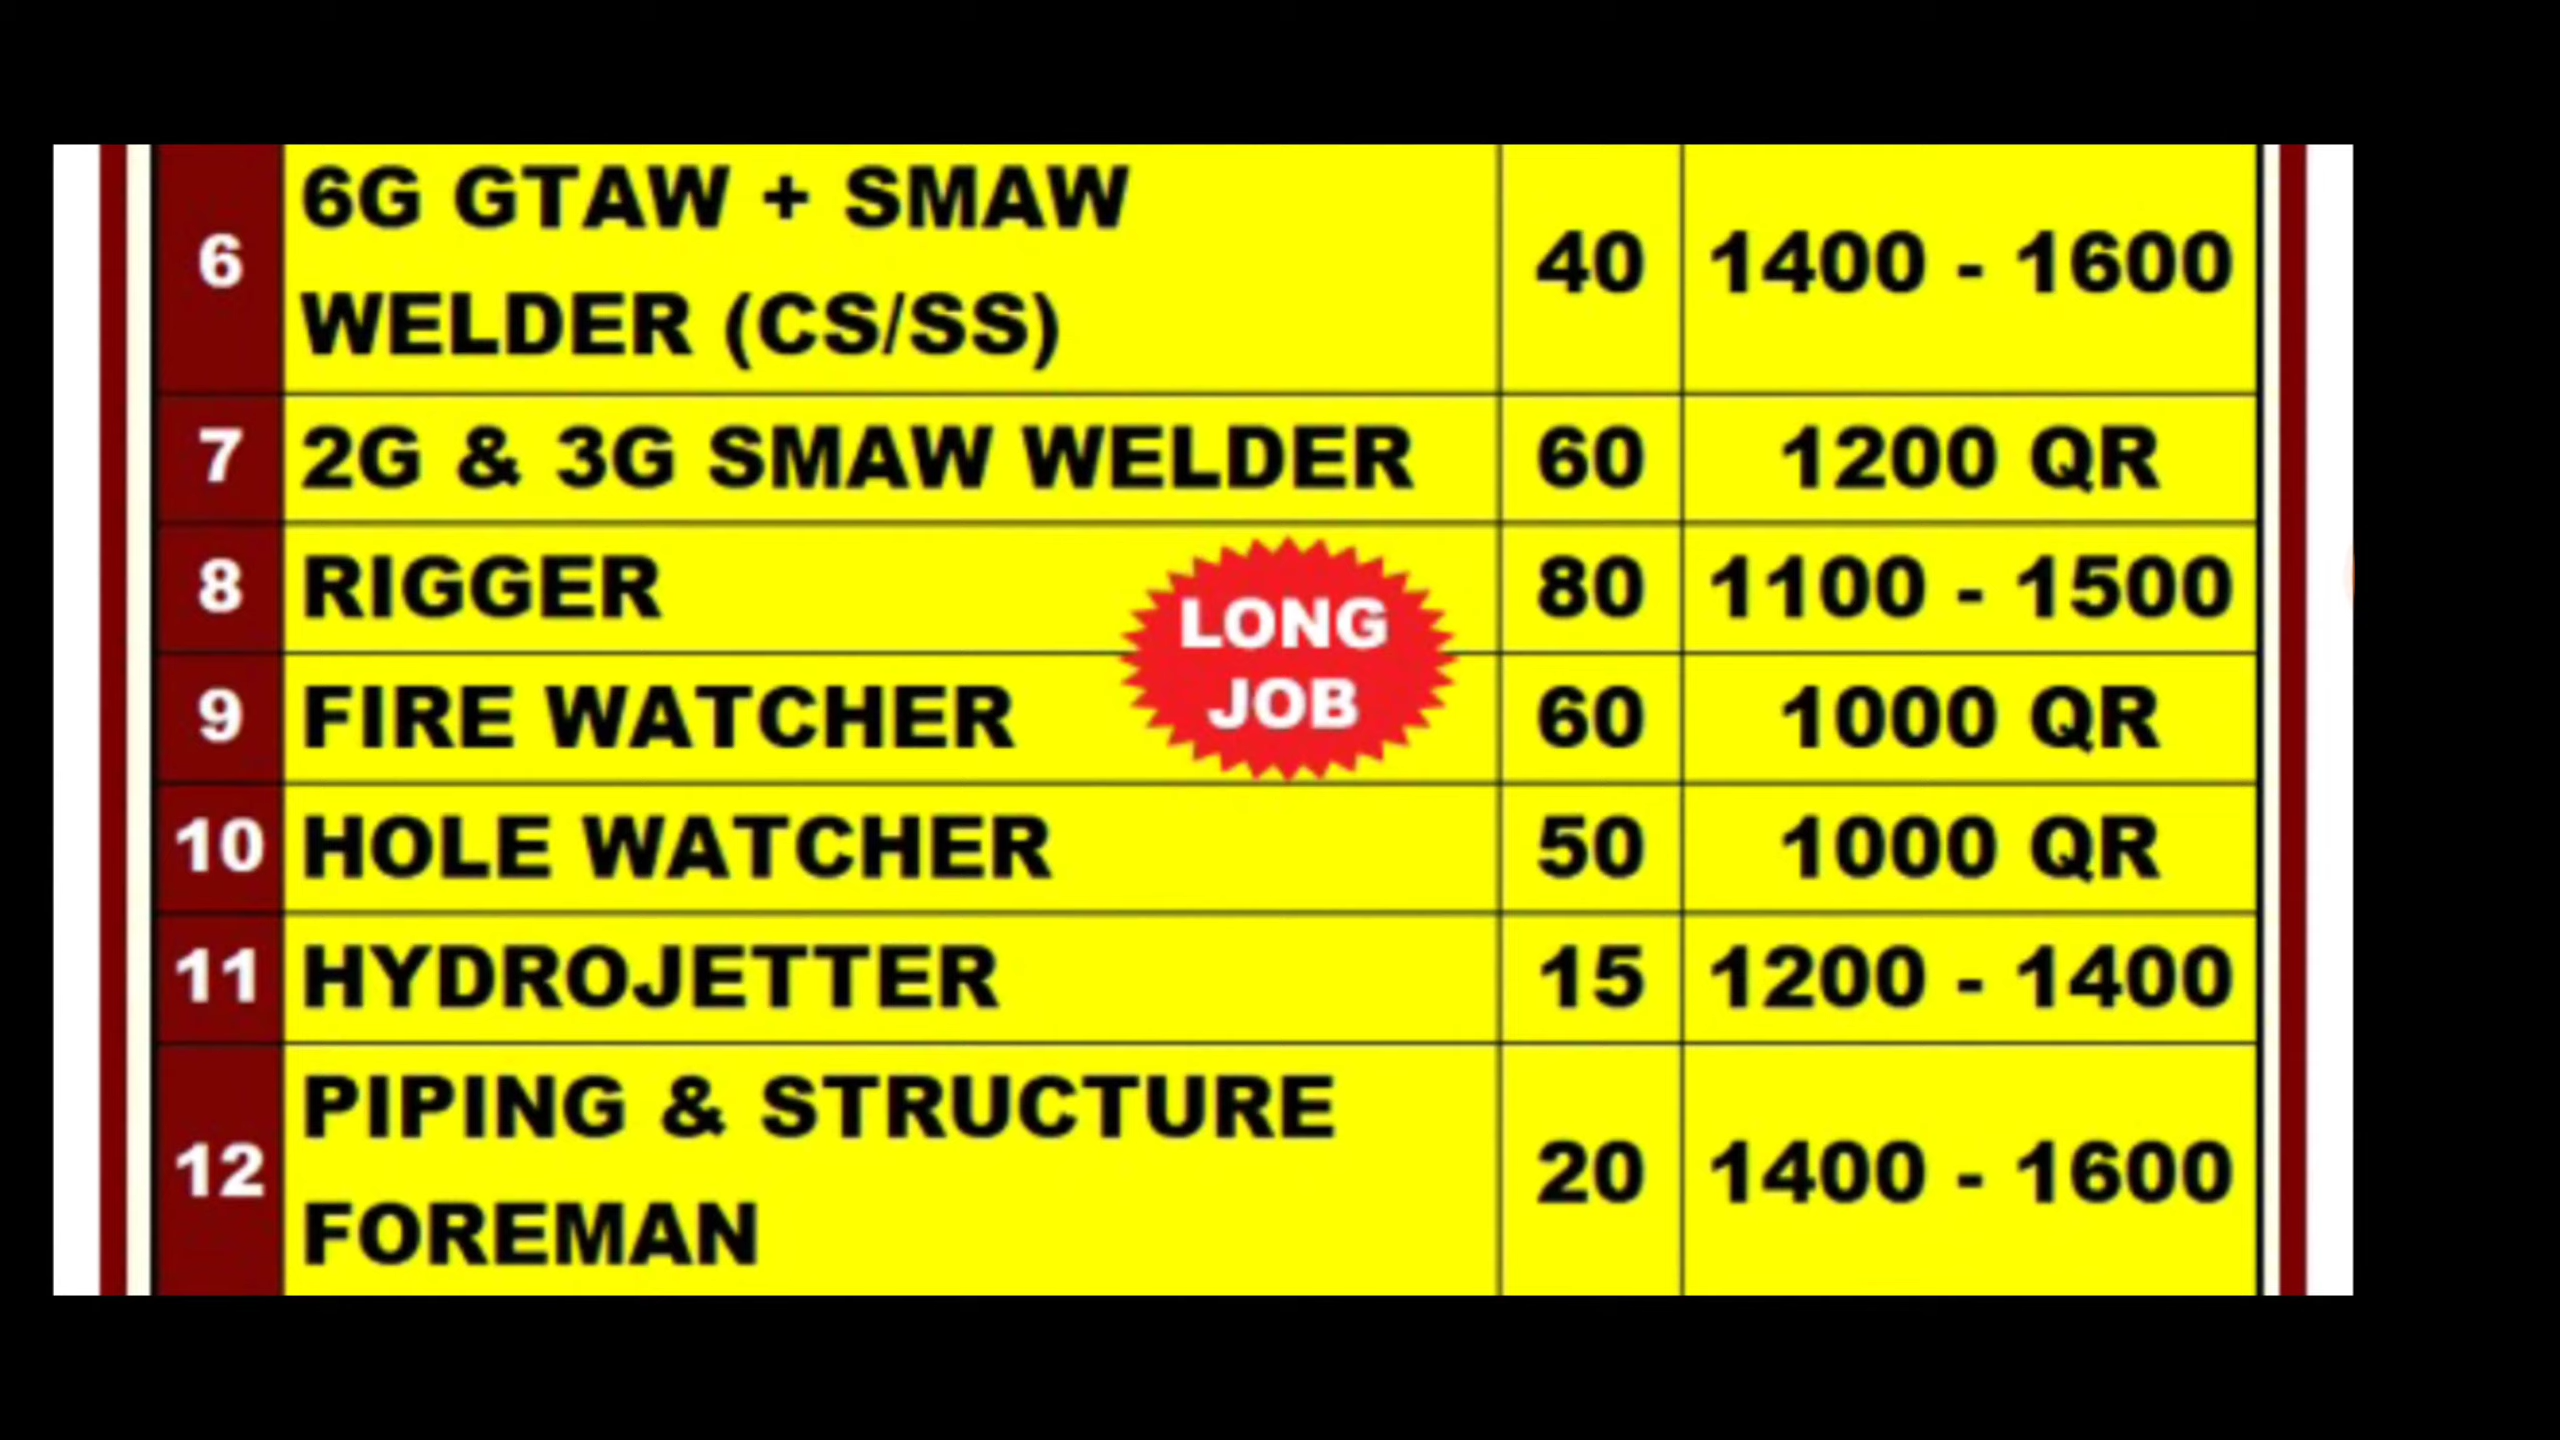 6 6G GTAW + SMAW WELDER (CS/SS) 40 1400 - 1600
7 2G & 3G SMAW WELDER 60 1200 QR
8 RIGGER 80 1100 - 1500
LONG
JOB
9 FIRE WATCHER 60 1000 QR
10 HOLE WATCHER 50 1000 QR
11 HYDROJETTER 15 1200 - 1400
12 PIPING & STRUCTURE FOREMAN 20 1400 - 1600